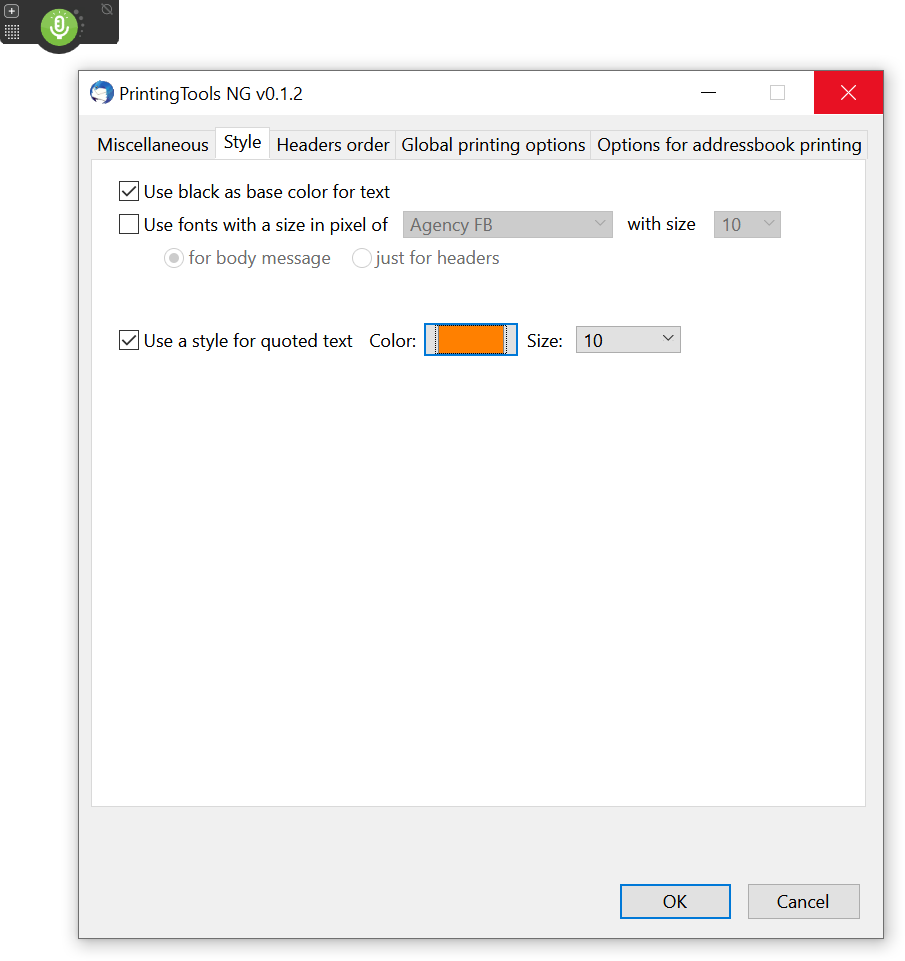 PrintingTools NG v0.1.2
Miscellaneous Style Headers order Global printing options Options for addressbook printing
Use black as base color for text
Use fonts with a size in pixel of Agency FB with size 10
for body message just for headers
Use a style for quoted text Color: Size: 10
OK Cancel